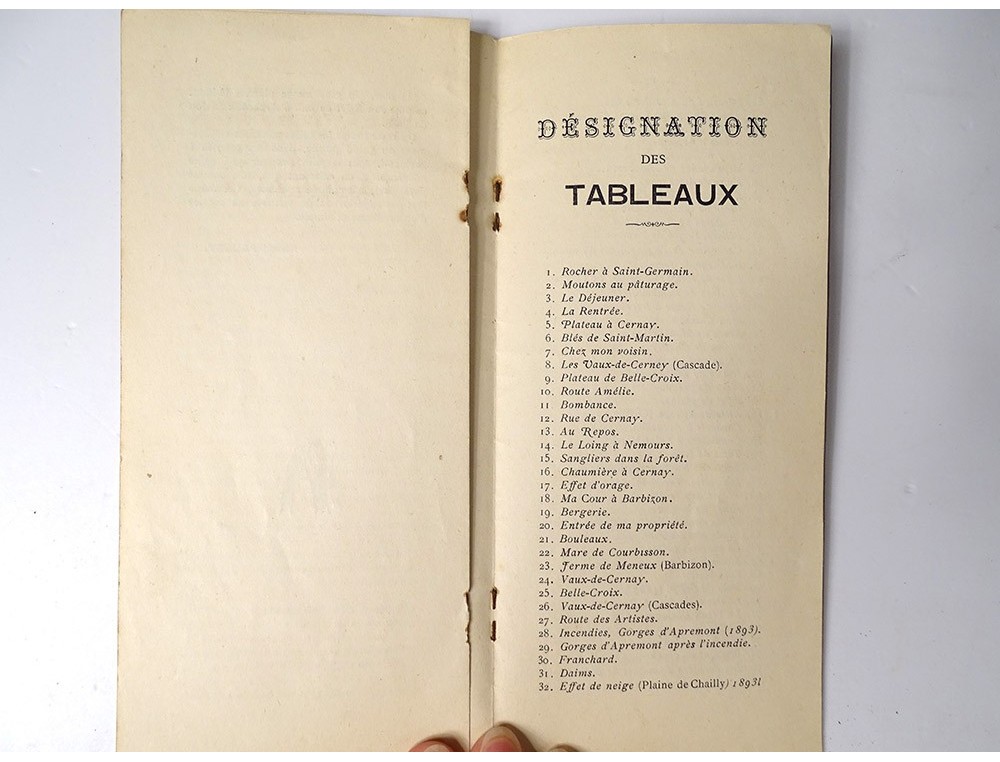 DÉSIGNATION
DES
TABLEAUX
1. Rocher à Saint-Germain.
2. Moutons au pâturage.
3. Le Déjeuner.
4. La Rentrée.
5. Plateau à Cernay.
6. Blés de Saint-Martin.
7. Chez mon voisin.
8. Les Vaux-de-Cerney (Cascade).
9. Plateau de Belle-Croix.
10. Route Amélie.
11 Bombance.
12. Rue de Cernay.
13. Au Repos.
14. Le Loing à Nemours.
15. Sangliers dans la forêt.
16. Chaumière à Cernay.
17. Effet d'orage.
18. Ma Cour à Barbizon.
19. Bergerie.
20. Entrée de ma propriété.
21. Bouleaux.
22. Mare de Courbisson.
23. Ferme de Meneux (Barbizon).
24. Vaux-de-Cernay.
25. Belle-Croix.
26. Vaux-de-Cernay (Cascades).
27. Route des Artistes.
28. Incendies, Gorges d'Apremont (1893).
29. Gorges d'Apremont après l'incendie.
30. Franchard.
31. Daims.
32. Effet de neige (Plaine de Chailly) 1893l